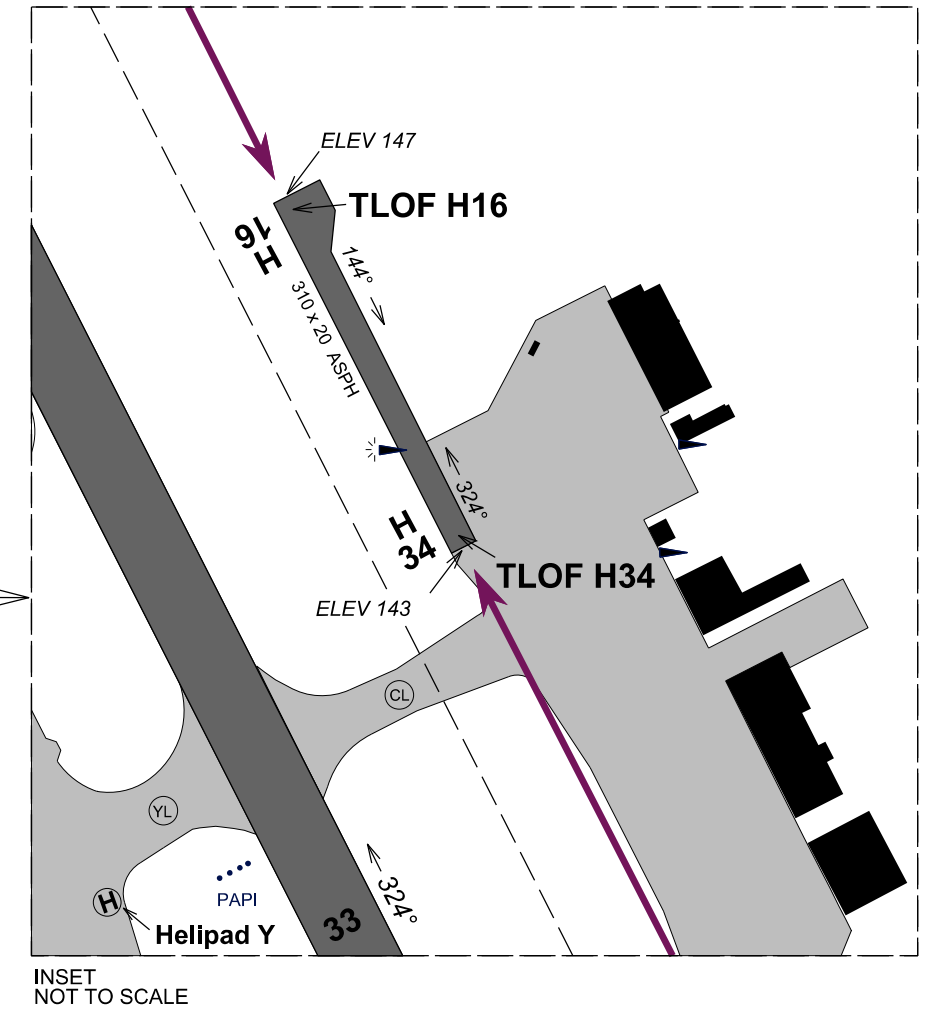 ELEV 147
TLOF H16
16
H
144°
310 x 20 ASPH
324°
H
34
TLOF H34
ELEV 143
CL
YL
PAPI
324°
H
Helipad Y
33
INSET
NOT TO SCALE